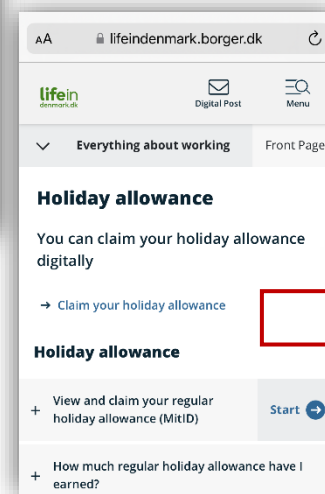 AA lifeindenmark.borger.dk
lifein
denmark.dk
Digital Post
Menu
Everything about working Front Page
Holiday allowance
You can claim your holiday allowance
digitally
→ Claim your holiday allowance
Holiday allowance
+ View and claim your regular
holiday allowance (MitID)
Start →
+ How much regular holiday allowance have I
earned?